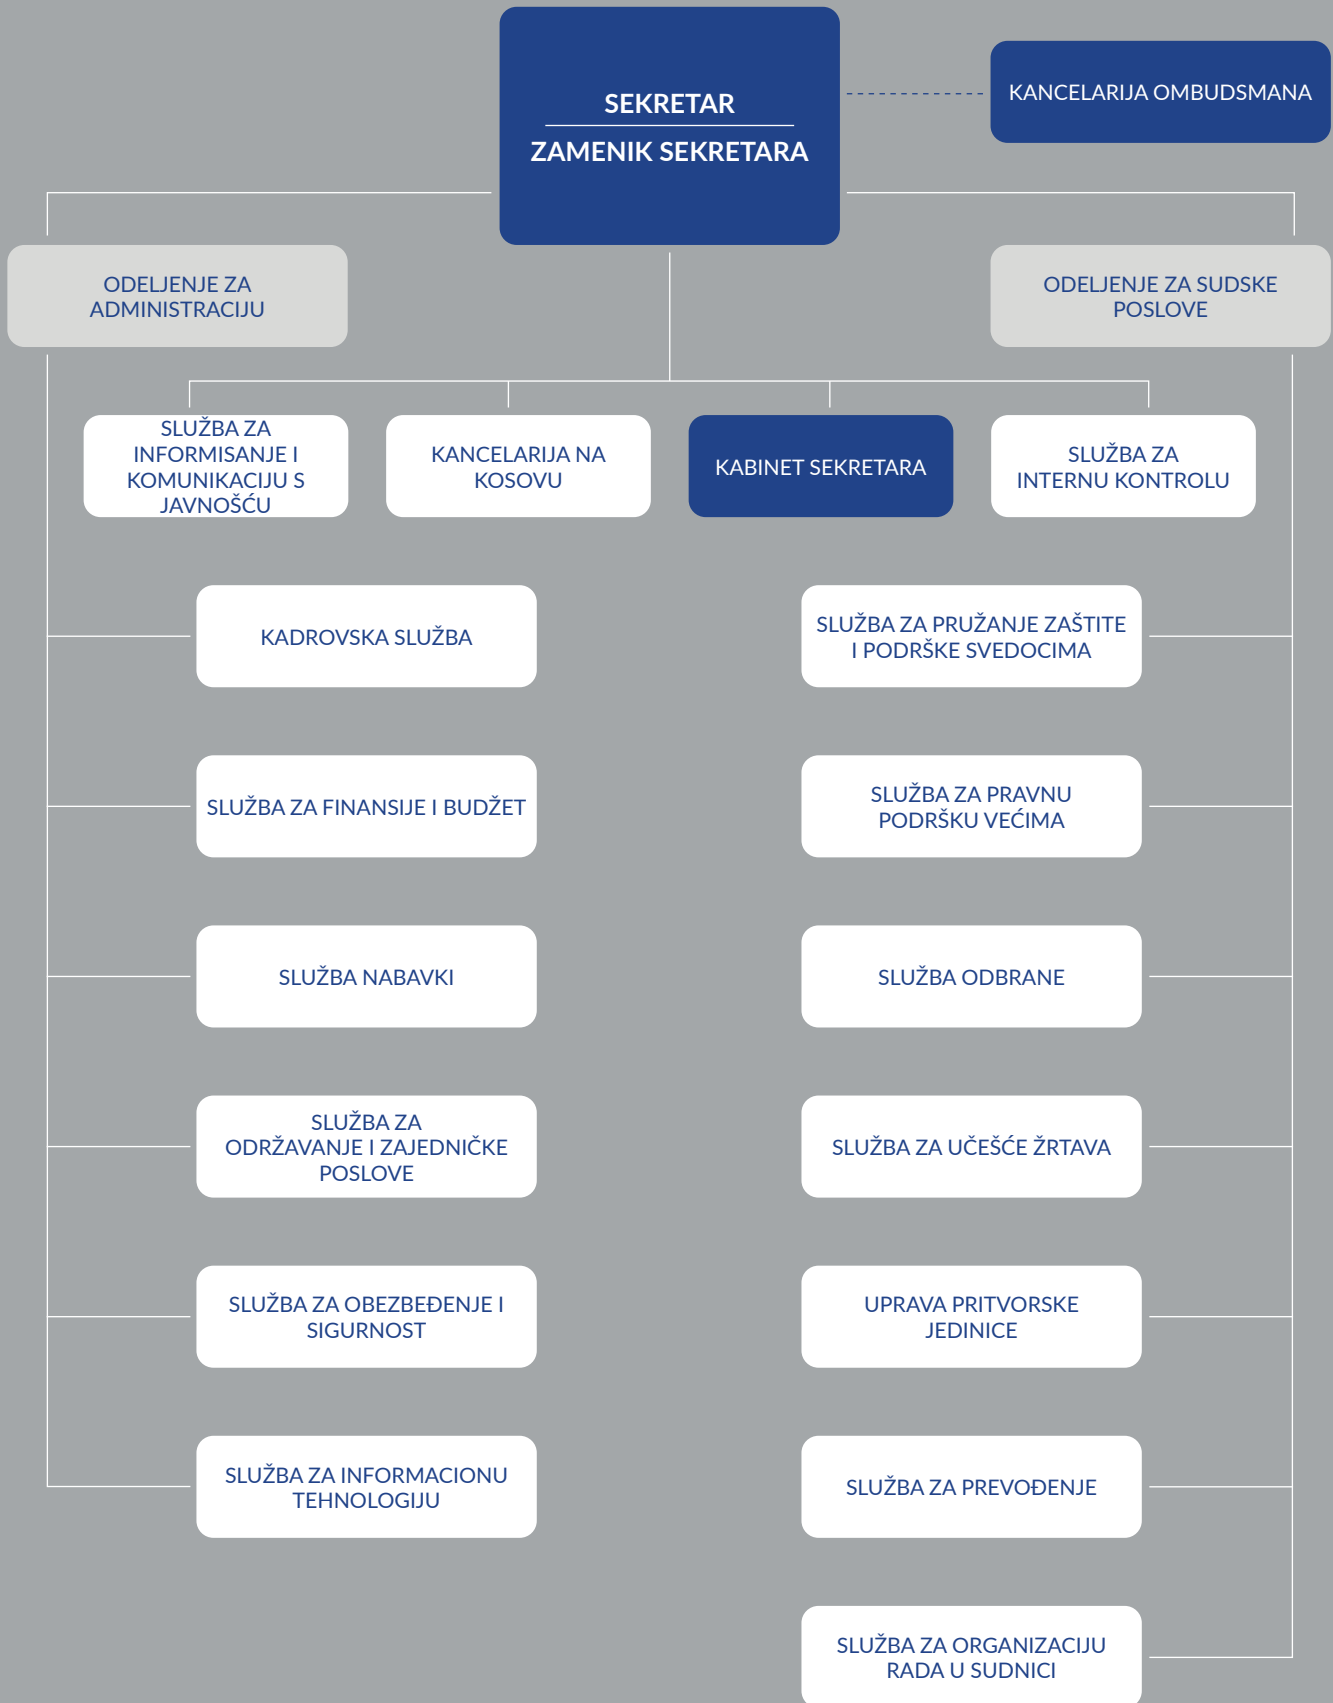 SEKRETAR
ZAMENIK SEKRETARA
KANCELARIJA OMBUDSMANA
ODELJENJE ZA
ADMINISTRACIJU
ODELJENJE ZA SUDSKE
POSLOVE
SLUŽBA ZA
INFORMISANJE I
KOMUNIKACIJU S
JAVNOŠĆU
KANCELARIJA NA
KOSOVU
KABINET SEKRETARA
SLUŽBA ZA
INTERNU KONTROLU
KADROVSKA SLUŽBA
SLUŽBA ZA PRUŽANJE ZAŠTITE
I PODRŠKE SVEDOCIMA
SLUŽBA ZA FINANSIJE I BUDŽET
SLUŽBA ZA PRAVNU
PODRŠKU VEĆIMA
SLUŽBA NABAVKI
SLUŽBA ODBRANE
SLUŽBA ZA
ODRŽAVANJE I ZAJEDNIČKE
POSLOVE
SLUŽBA ZA UČEŠĆE ŽRTAVA
SLUŽBA ZA OBEZBEĐENJE I
SIGURNOST
UPRAVA PRITVORSKE
JEDINICE
SLUŽBA ZA INFORMACIONU
TEHNOLOGIJU
SLUŽBA ZA PREVOĐENJE
SLUŽBA ZA ORGANIZACIJU
RADA U SUDNICI